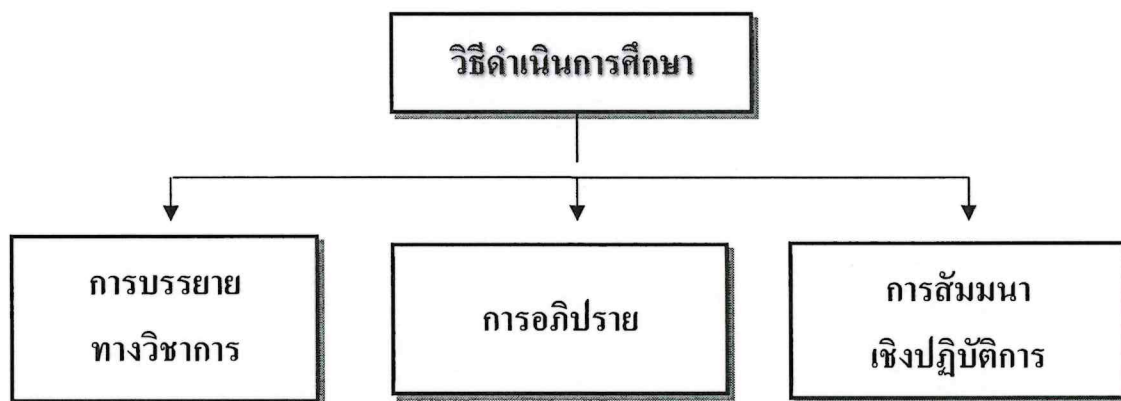 วิธีดำเนินการศึกษา
การบรรยาย
ทางวิชาการ
การอภิปราย
การสัมมนา
เชิงปฏิบัติการ